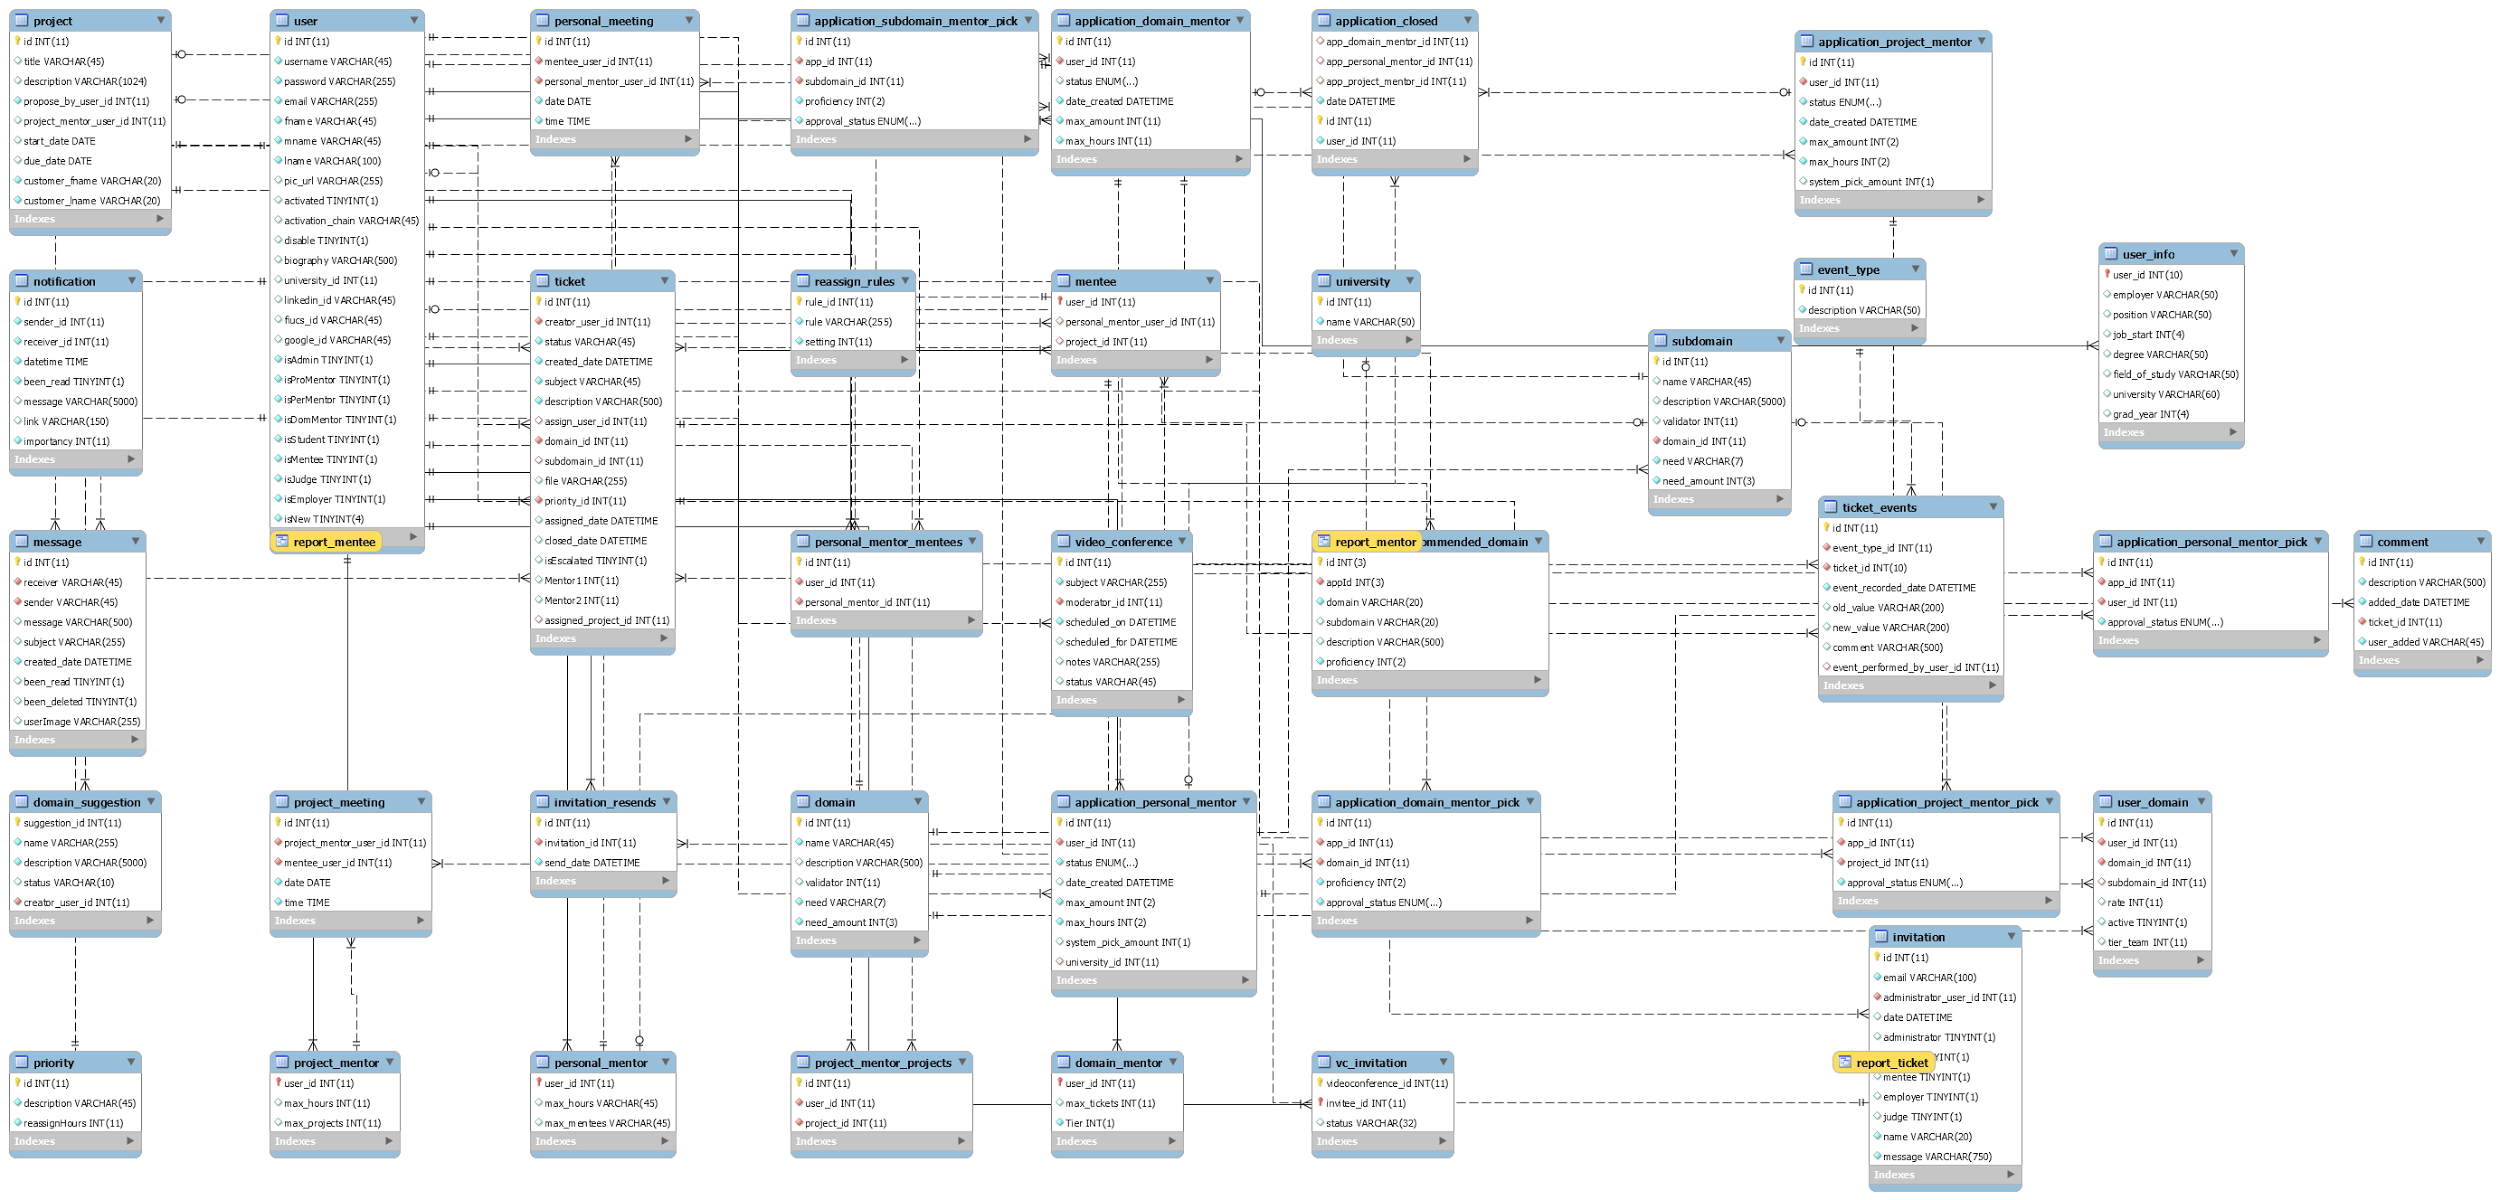 project
id INT(11)
title VARCHAR(45)
description VARCHAR(1024)
propose_by_user_id INT(11)
project_mentor_user_id INT(11)
start_date DATE
due_date DATE
customer_fname VARCHAR(20)
customer_lname VARCHAR(20)
Indexes
user
id INT(11)
username VARCHAR(45)
password VARCHAR(255)
email VARCHAR(255)
fname VARCHAR(45)
mname VARCHAR(45)
lname VARCHAR(100)
pic_url VARCHAR(255)
activated TINYINT(1)
activation_chain VARCHAR(45)
disable TINYINT(1)
biography VARCHAR(500)
university_id INT(11)
linkedin_id VARCHAR(45)
fiucs_id VARCHAR(45)
google_id VARCHAR(45)
isAdmin TINYINT(1)
isProMentor TINYINT(1)
isPerMentor TINYINT(1)
isDomMentor TINYINT(1)
isStudent TINYINT(1)
isMentee TINYINT(1)
isJudge TINYINT(1)
isEmployer TINYINT(1)
isNew TINYINT(4)
report_mentee
personal_meeting
id INT(11)
mentee_user_id INT(11)
personal_mentor_user_id INT(11)
date DATE
time TIME
Indexes
application_subdomain_mentor_pick
id INT(11)
app_id INT(11)
subdomain_id INT(11)
proficiency INT(2)
approval_status ENUM(...)
Indexes
application_domain_mentor
id INT(11)
user_id INT(11)
status ENUM(...)
date_created DATETIME
max_amount INT(11)
max_hours INT(11)
Indexes
application_closed
app_domain_mentor_id INT(11)
app_personal_mentor_id INT(11)
app_project_mentor_id INT(11)
date DATETIME
id INT(11)
user_id INT(11)
Indexes
application_project_mentor
id INT(11)
user_id INT(11)
status ENUM(...)
date_created DATETIME
max_amount INT(2)
max_hours INT(2)
system_pick_amount INT(1)
Indexes
notification
id INT(11)
sender_id INT(11)
receiver_id INT(11)
datetime TIME
been_read TINYINT(1)
message VARCHAR(5000)
link VARCHAR(150)
importancy INT(11)
Indexes
ticket
id INT(11)
creator_user_id INT(11)
status VARCHAR(45)
created_date DATETIME
subject VARCHAR(45)
description VARCHAR(500)
assign_user_id INT(11)
domain_id INT(11)
subdomain_id INT(11)
file VARCHAR(255)
priority_id INT(11)
assigned_date DATETIME
closed_date DATETIME
isEscalated TINYINT(1)
Mentor1 INT(11)
Mentor2 INT(11)
assigned_project_id INT(11)
Indexes
reassign_rules
rule_id INT(11)
rule VARCHAR(255)
setting INT(11)
Indexes
mentee
user_id INT(11)
personal_mentor_user_id INT(11)
project_id INT(11)
Indexes
university
id INT(11)
name VARCHAR(50)
Indexes
event_type
id INT(11)
description VARCHAR(50)
Indexes
user_info
user_id INT(10)
employer VARCHAR(50)
position VARCHAR(50)
job_start INT(4)
degree VARCHAR(50)
field_of_study VARCHAR(50)
university VARCHAR(60)
grad_year INT(4)
Indexes
subdomain
id INT(11)
name VARCHAR(45)
description VARCHAR(5000)
validator INT(11)
domain_id INT(11)
need VARCHAR(7)
need_amount INT(3)
Indexes
message
id INT(11)
receiver VARCHAR(45)
sender VARCHAR(45)
message VARCHAR(500)
subject VARCHAR(255)
created_date DATETIME
been_read TINYINT(1)
been_deleted TINYINT(1)
userImage VARCHAR(255)
Indexes
personal_mentor_mentees
id INT(11)
user_id INT(11)
personal_mentor_id INT(11)
Indexes
video_conference
id INT(11)
subject VARCHAR(255)
moderator_id INT(11)
scheduled_on DATETIME
scheduled_for DATETIME
notes VARCHAR(255)
status VARCHAR(45)
Indexes
report_mentor ommended_domain
id INT(3)
appId INT(3)
domain VARCHAR(20)
subdomain VARCHAR(20)
description VARCHAR(500)
proficiency INT(2)
Indexes
ticket_events
id INT(11)
event_type_id INT(11)
ticket_id INT(10)
event_recorded_date DATETIME
old_value VARCHAR(200)
new_value VARCHAR(200)
comment VARCHAR(500)
event_performed_by_user_id INT(11)
Indexes
application_personal_mentor_pick
id INT(11)
app_id INT(11)
user_id INT(11)
approval_status ENUM(...)
Indexes
comment
id INT(11)
description VARCHAR(500)
added_date DATETIME
ticket_id INT(11)
user_added VARCHAR(45)
Indexes
domain_suggestion
suggestion_id INT(11)
name VARCHAR(255)
description VARCHAR(5000)
status VARCHAR(10)
creator_user_id INT(11)
Indexes
project_meeting
id INT(11)
project_mentor_user_id INT(11)
mentee_user_id INT(11)
date DATE
time TIME
Indexes
invitation_resends
id INT(11)
invitation_id INT(11)
send_date DATETIME
Indexes
domain
id INT(11)
name VARCHAR(45)
description VARCHAR(500)
validator INT(11)
need VARCHAR(7)
need_amount INT(3)
Indexes
application_personal_mentor
id INT(11)
user_id INT(11)
status ENUM(...)
date_created DATETIME
max_amount INT(2)
max_hours INT(2)
system_pick_amount INT(1)
university_id INT(11)
Indexes
application_domain_mentor_pick
id INT(11)
app_id INT(11)
domain_id INT(11)
proficiency INT(2)
approval_status ENUM(...)
Indexes
application_project_mentor_pick
id INT(11)
app_id INT(11)
project_id INT(11)
approval_status ENUM(...)
Indexes
user_domain
id INT(11)
user_id INT(11)
domain_id INT(11)
subdomain_id INT(11)
rate INT(11)
active TINYINT(1)
tier_team INT(11)
Indexes
invitation
id INT(11)
email VARCHAR(100)
administrator_user_id INT(11)
date DATETIME
administrator TINYINT(1)
YINT(1)
report_ticket
mentee TINYINT(1)
employer TINYINT(1)
judge TINYINT(1)
name VARCHAR(20)
message VARCHAR(750)
Indexes
priority
id INT(11)
description VARCHAR(45)
reassignHours INT(11)
Indexes
project_mentor
user_id INT(11)
max_hours INT(11)
max_projects INT(11)
Indexes
personal_mentor
user_id INT(11)
max_hours VARCHAR(45)
max_mentees VARCHAR(45)
Indexes
project_mentor_projects
id INT(11)
user_id INT(11)
project_id INT(11)
Indexes
domain_mentor
user_id INT(11)
max_tickets INT(11)
Tier INT(1)
Indexes
vc_invitation
videoconference_id INT(11)
invitee_id INT(11)
status VARCHAR(32)
Indexes